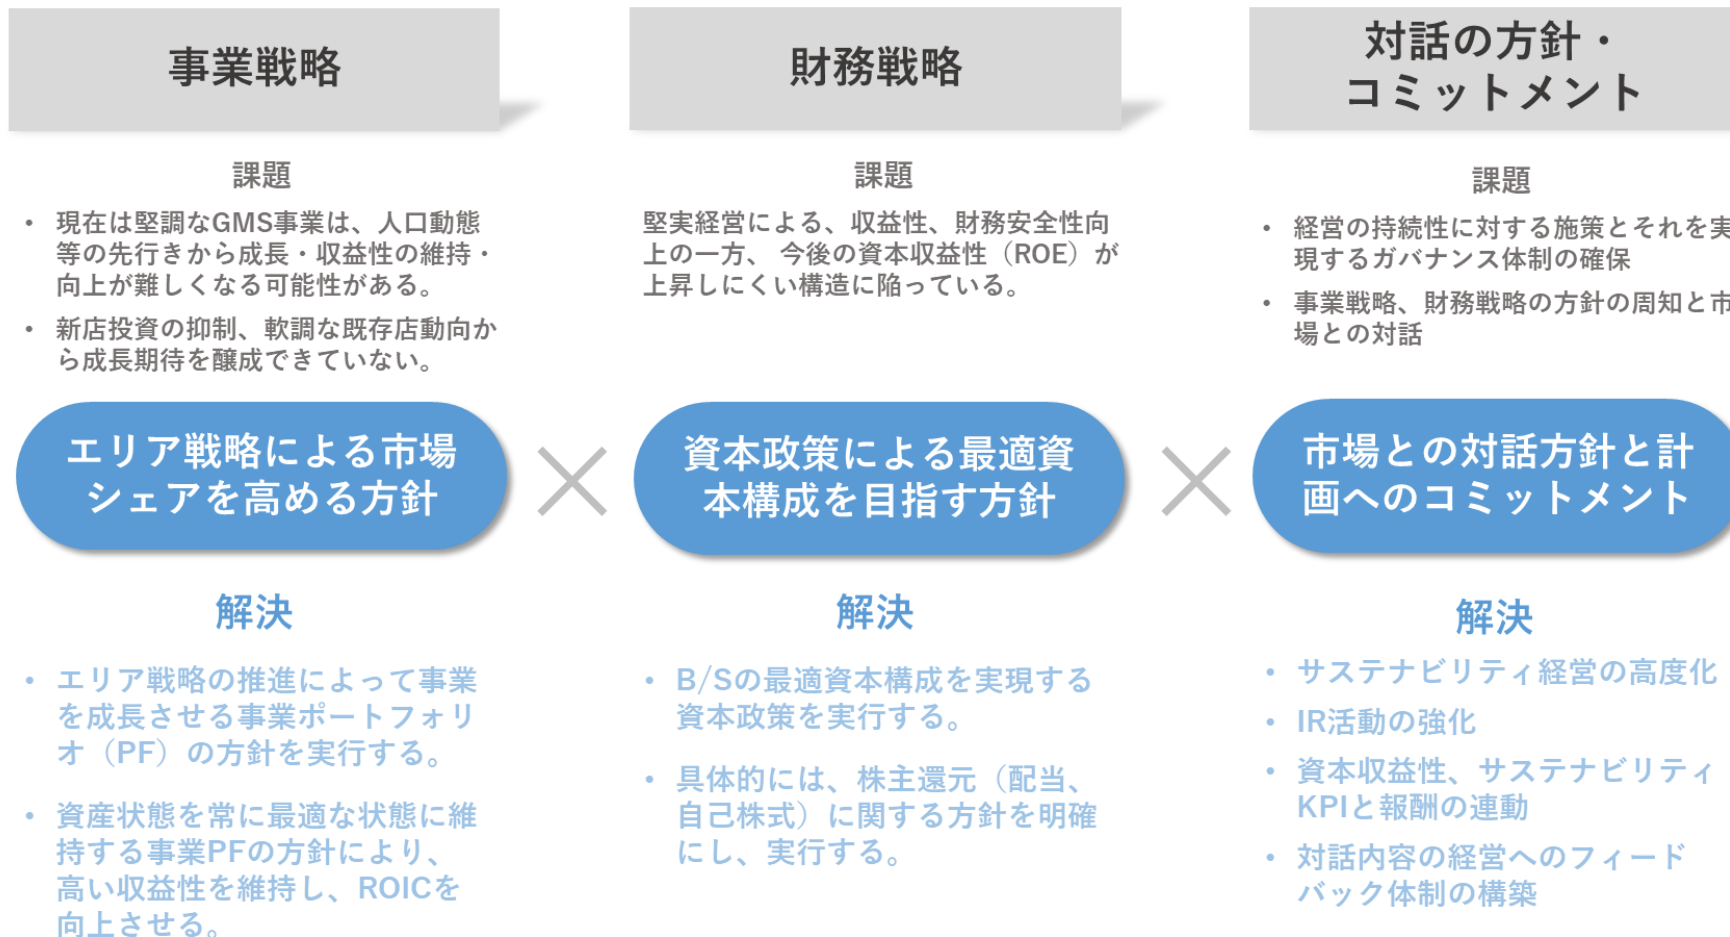 事業戦略
課題
・ 現在は堅調なGMS事業は、人口動態
等の先行きから成長・収益性の維持・
向上が難しくなる可能性がある。
・ 新店投資の抑制、軟調な既存店動向か
ら成長期待を醸成できていない。
エリア戦略による市場
シェアを高める方針
解決
・ エリア戦略の推進によって事業
を成長させる事業ポートフォリ
オ（PF）の方針を実行する。
・ 資産状態を常に最適な状態に維
持する事業PFの方針により、
高い収益性を維持し、ROICを
向上させる。
財務戦略
課題
堅実経営による、収益性、財務安全性向
上の一方、 今後の資本収益性（ROE）が
上昇しにくい構造に陥っている。
資本政策による最適資
本構成を目指す方針
解決
・ B/Sの最適資本構成を実現する
資本政策を実行する。
・ 具体的には、株主還元（配当、
自己株式）に関する方針を明確
にし、実行する。
対話の方針・
コミットメント
課題
・ 経営の持続性に対する施策とそれを実
現するガバナンス体制の確保
・ 事業戦略、財務戦略の方針の周知と市
場との対話
市場との対話方針と計
画へのコミットメント
解決
・ サステナビリティ経営の高度化
・ IR活動の強化
・ 資本収益性、サステナビリティ
KPIと報酬の連動
・ 対話内容の経営へのフィード
バック体制の構築